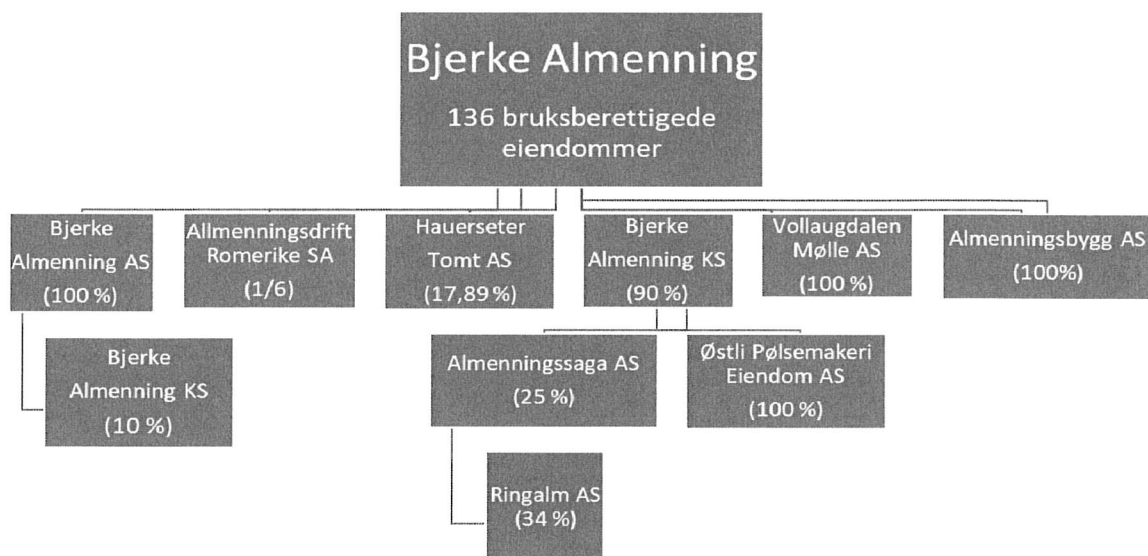 Bjerke Almenning
136 bruksberettigede
eiendommer
Bjerke
Almenning AS
(100 %)
Allmenningsdrift
Romerike SA
(1/6)
Hauerseter
Tomt AS
(17,89 %)
Bjerke
Almenning KS
(90 %)
Vollaugdalen
Mølle AS
(100 %)
Almenningsbygg AS
(100%)
Bjerke
Almenning KS
(10 %)
Almenningssaga AS
(25 %)
Østli Pølsemakeri
Eiendom AS
(100 %)
Ringalm AS
(34 %)